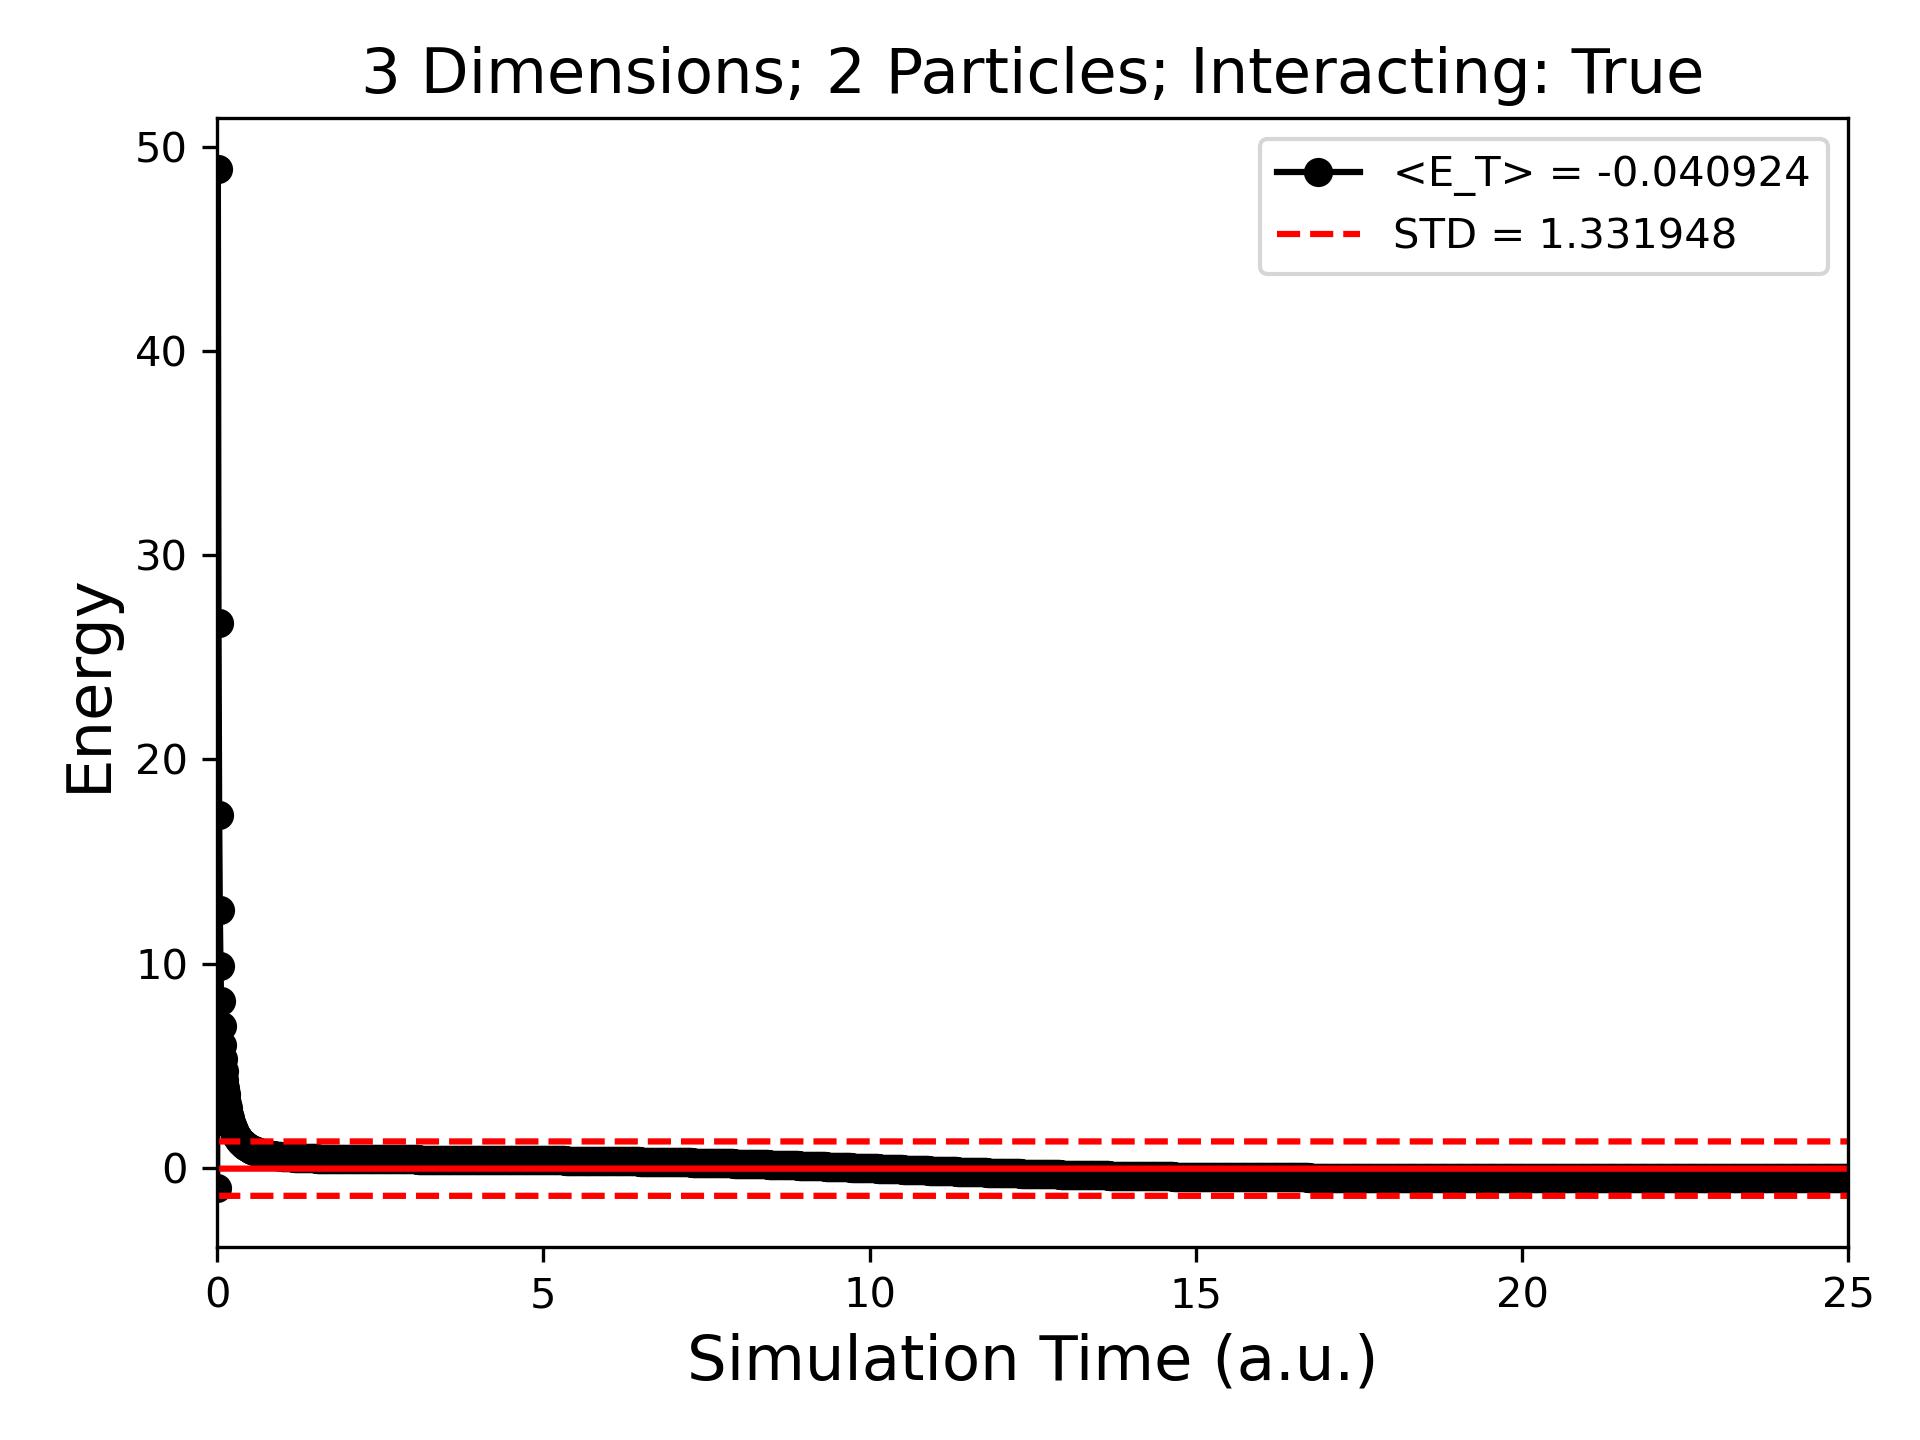 3 Dimensions; 2 Particles; Interacting: True
<E_T> = -0.040924
STD = 1.331948
50
40
30
20
10
0
Energy
0 5 10 15 20 25
Simulation Time (a.u.)